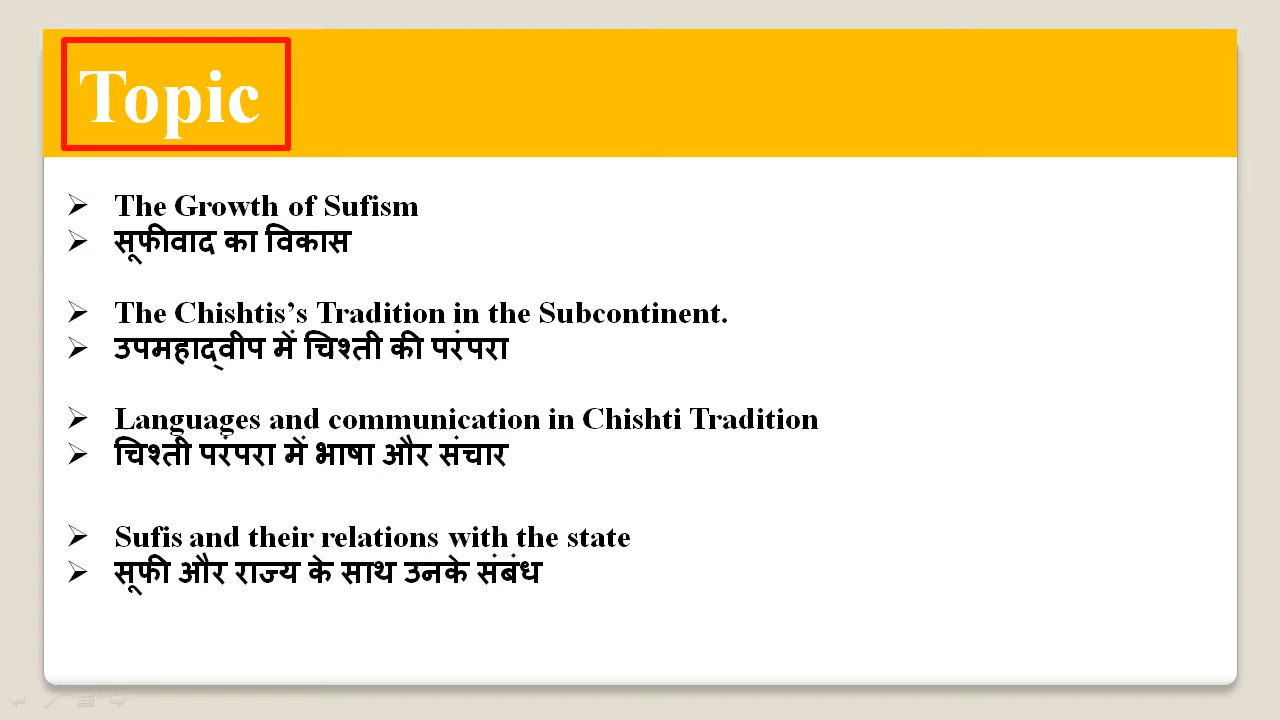 Topic
The Growth of Sufism
सूफीवाद का विकास
The Chishtis’s Tradition in the Subcontinent.
उपमहाद्वीप में चिश्ती की परंपरा
Languages and communication in Chishti Tradition
चिश्ती परंपरा में भाषा और संचार
Sufis and their relations with the state
सूफी और राज्य के साथ उनके संबंध